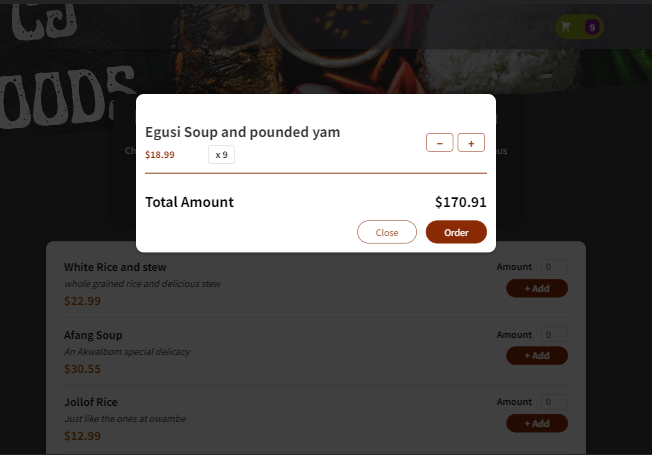 CJ
OODS
9
Ch
ous
Egusi Soup and pounded yam
$18.99
x 9
−
+
Total Amount
$170.91
Close
Order
White Rice and stew
whole grained rice and delicious stew
$22.99
Amount 0
+ Add
Afang Soup
An Akwaibom special delicacy
$30.55
Amount 0
+ Add
Jollof Rice
Just like the ones at owambe
$12.99
Amount 0
+ Add